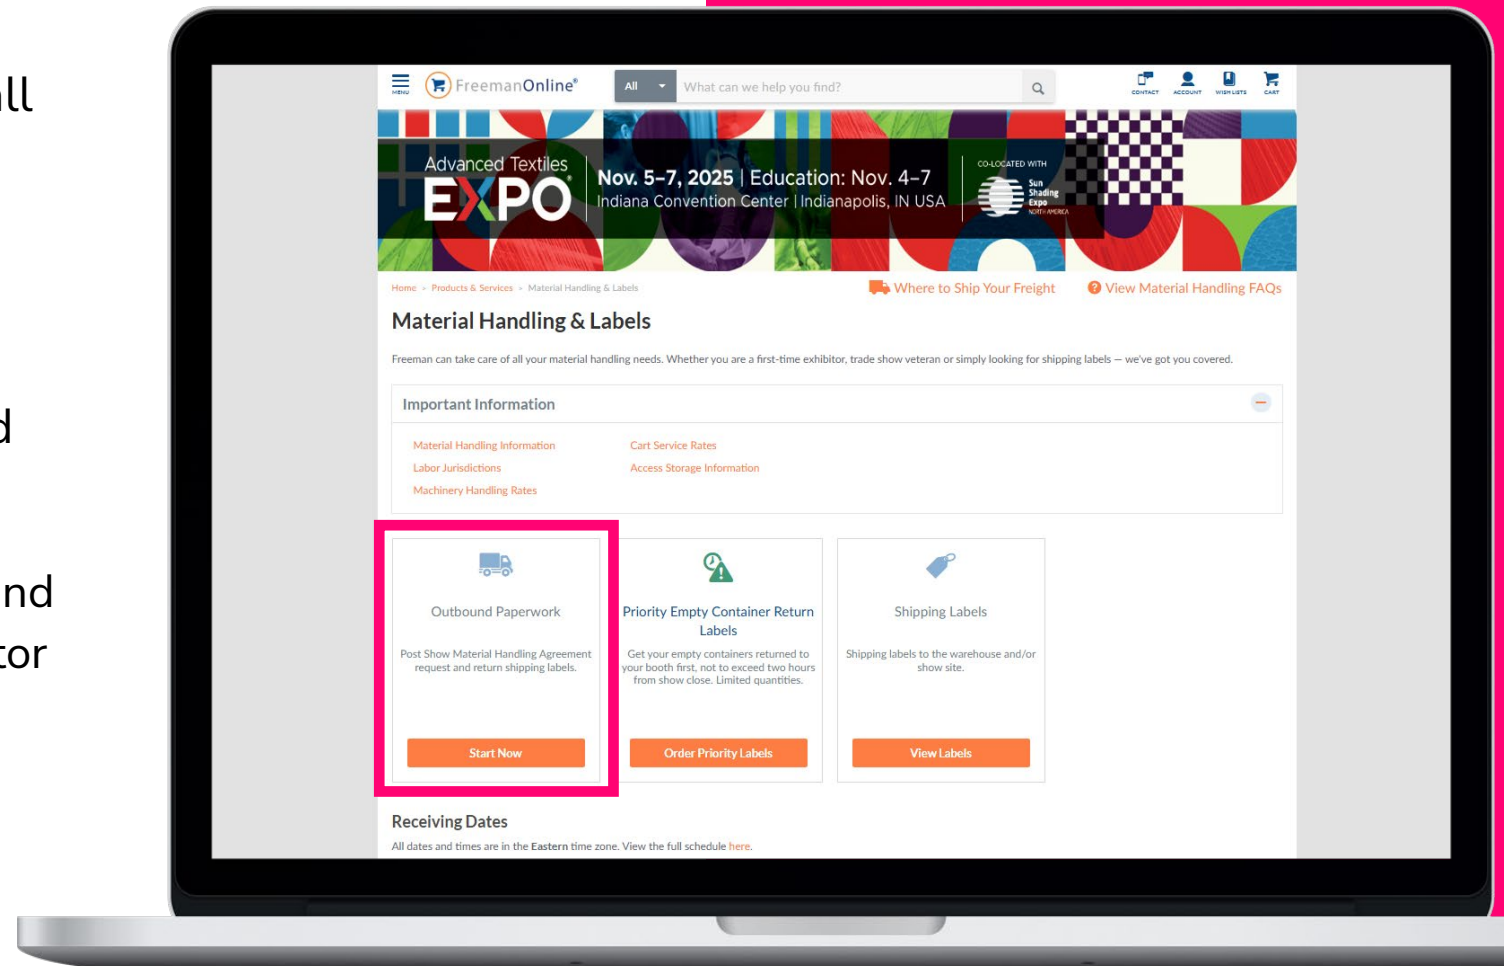 all
d
nd
tor
MENU
FreemanOnline®
All
What can we help you find?
CONTACT
ACCOUNT
WISH LISTS
CART
Advanced Textiles
EXPO
Nov. 5–7, 2025 | Education: Nov. 4–7
Indiana Convention Center | Indianapolis, IN USA
CO-LOCATED WITH
Sun
Shading
Expo
NORTH AMERICA
Home > Products & Services > Material Handling & Labels
Where to Ship Your Freight
View Material Handling FAQs
Material Handling & Labels
Freeman can take care of all your material handling needs. Whether you are a first-time exhibitor, trade show veteran or simply looking for shipping labels — we've got you covered.
Important Information
Material Handling Information
Cart Service Rates
Labor Jurisdictions
Access Storage Information
Machinery Handling Rates
Outbound Paperwork
Post Show Material Handling Agreement
request and return shipping labels.
Start Now
Priority Empty Container Return
Labels
Get your empty containers returned to
your booth first, not to exceed two hours
from show close. Limited quantities.
Order Priority Labels
Shipping Labels
Shipping labels to the warehouse and/or
show site.
View Labels
Receiving Dates
All dates and times are in the Eastern time zone. View the full schedule here.